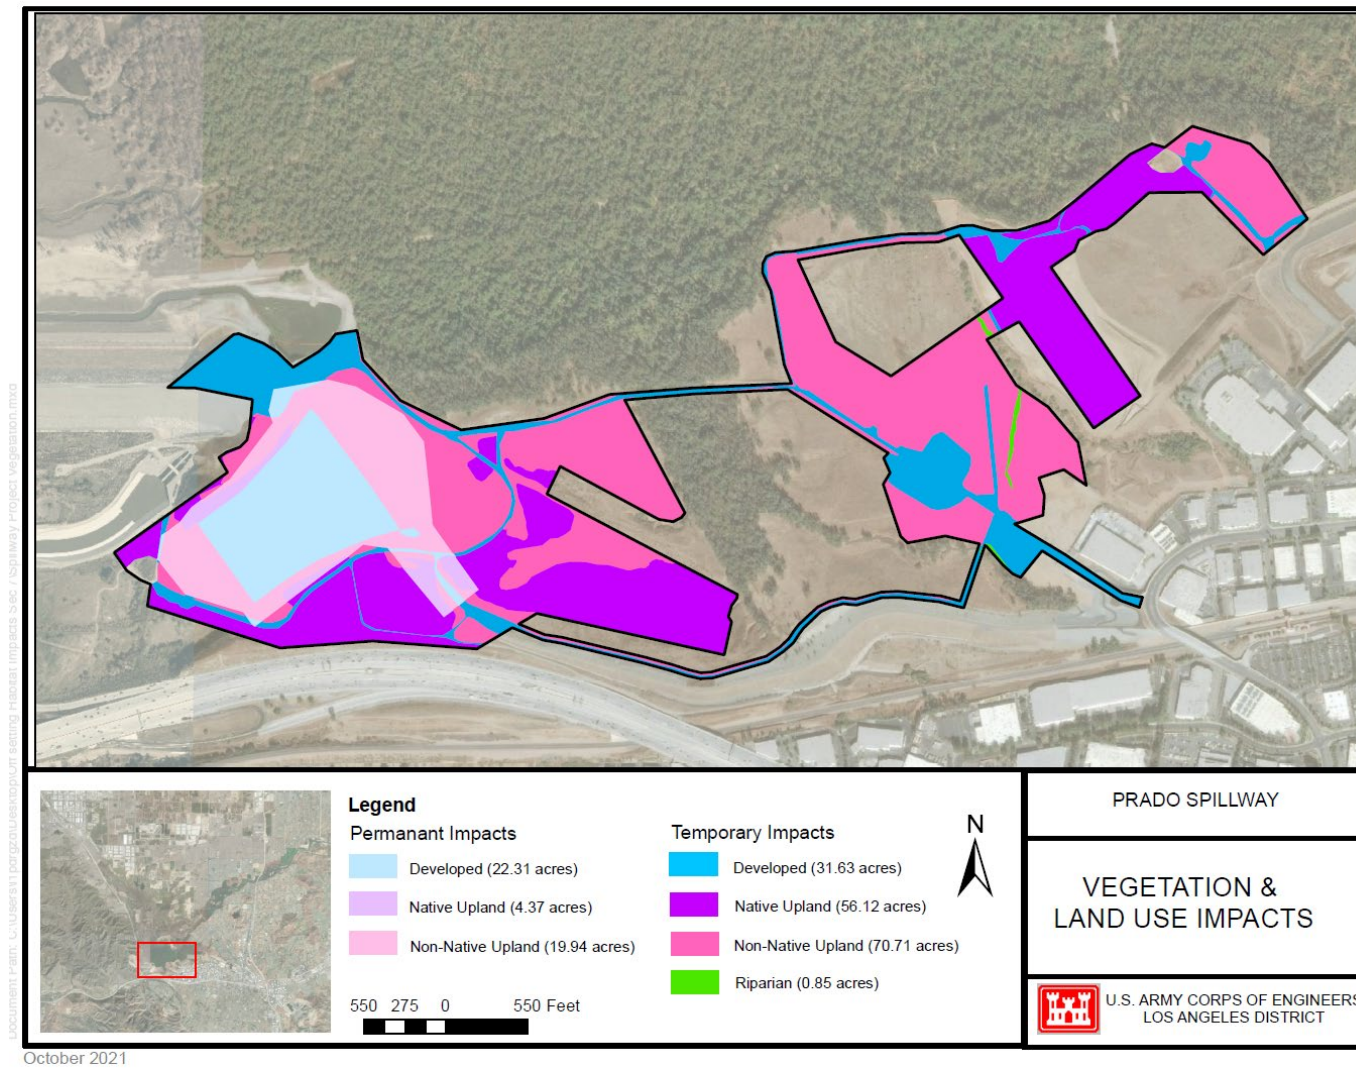 Legend
Permanant Impacts
Developed (22.31 acres)
Native Upland (4.37 acres)
Non-Native Upland (19.94 acres)
550 275 0 550 Feet
Temporary Impacts
Developed (31.63 acres)
Native Upland (56.12 acres)
Non-Native Upland (70.71 acres)
Riparian (0.85 acres)
N
PRADO SPILLWAY
VEGETATION &
LAND USE IMPACTS
U.S. ARMY CORPS OF ENGINEERS
LOS ANGELES DISTRICT
October 2021